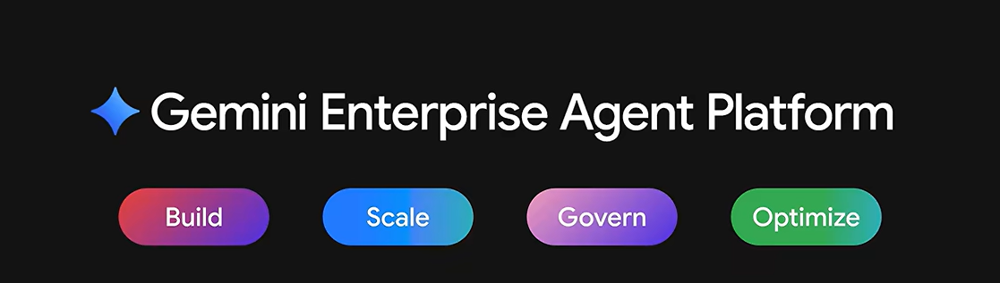 Gemini Enterprise Agent Platform
Build Scale Govern Optimize